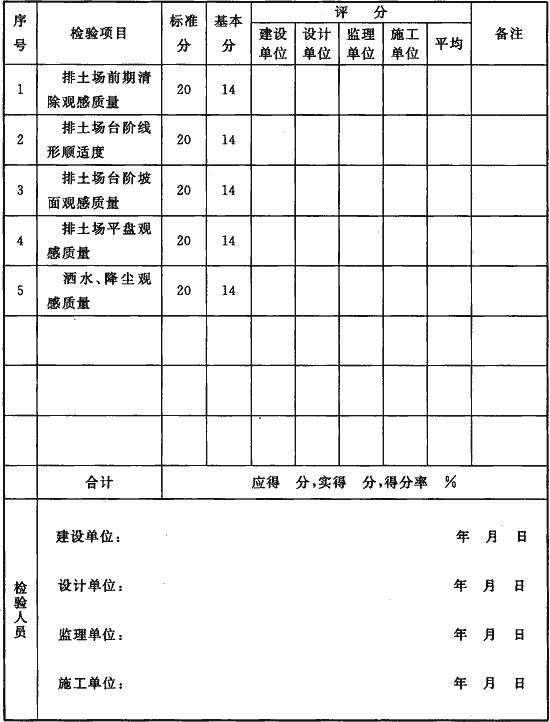 序号 检验项目 标准分 基本分 评分 备注
建设单位 设计单位 监理单位 施工单位 平均
1 排土场前期清除观感质量 20 14
2 排土场台阶线形顺适度 20 14
3 排土场台阶坡面观感质量 20 14
4 排土场平盘观感质量 20 14
5 洒水、降尘观感质量 20 14
合计 应得 分,实得 分,得分率 %
检验人员
建设单位: 年 月 日
设计单位: 年 月 日
监理单位: 年 月 日
施工单位: 年 月 日